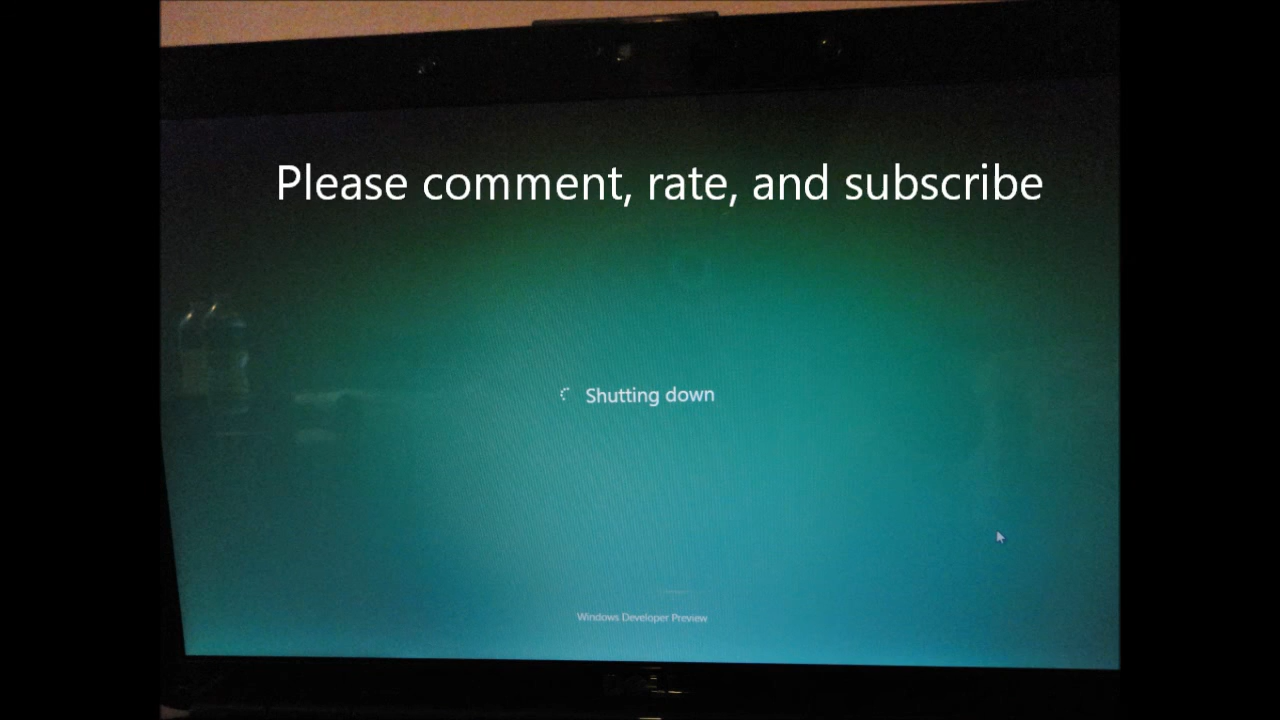 Please comment, rate, and subscribe
Shutting down
Windows Developer Preview